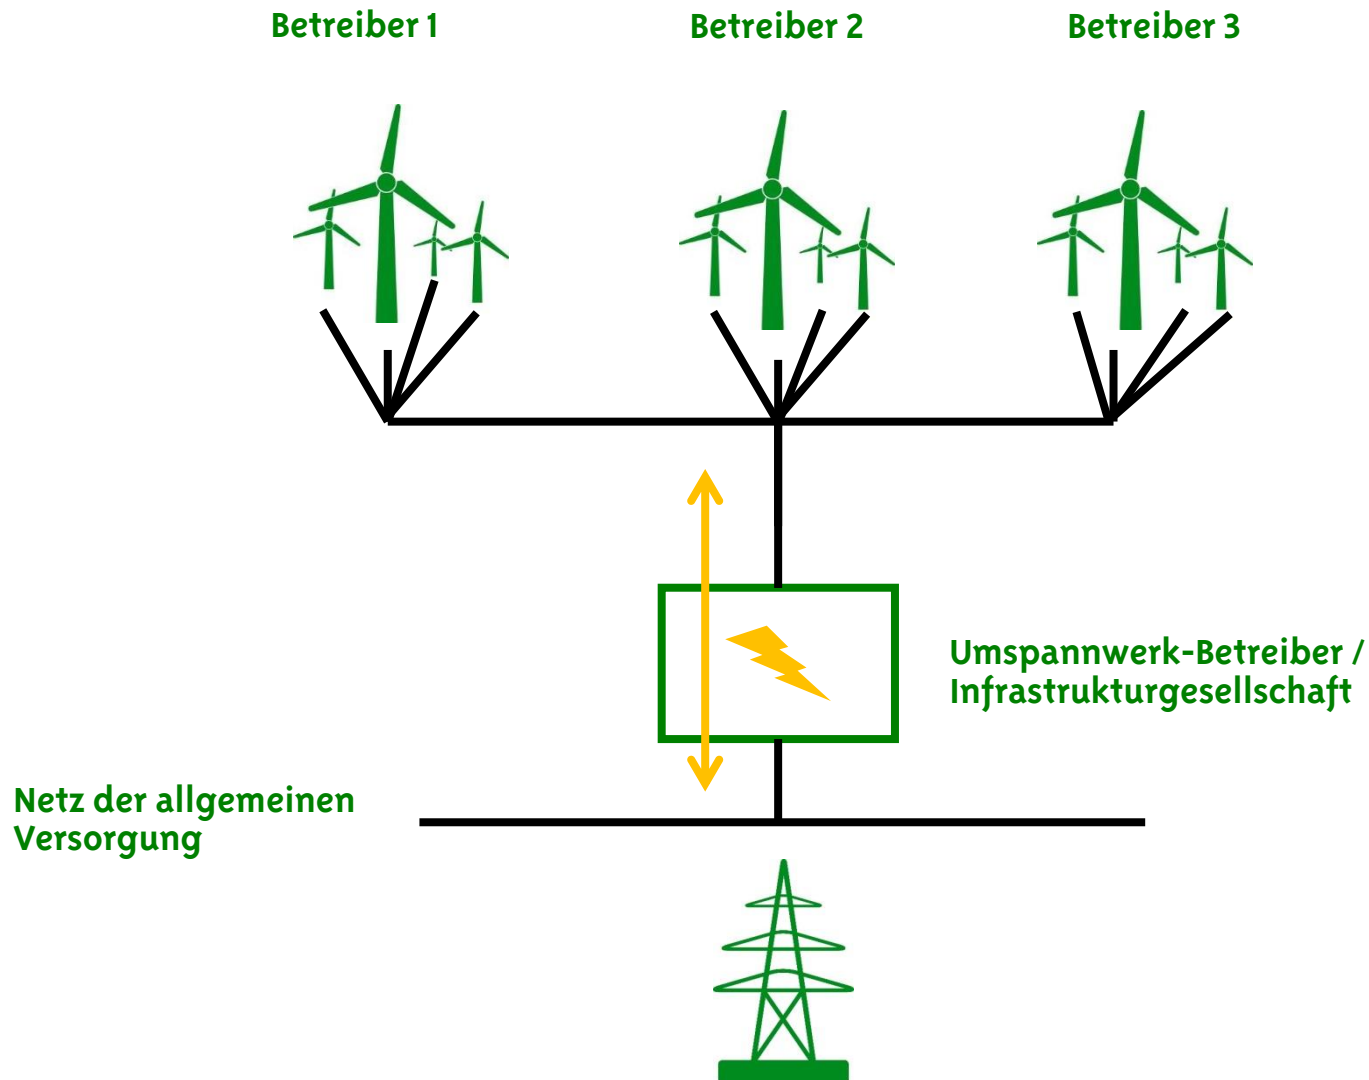 Betreiber 1
Betreiber 2
Betreiber 3
Umspannwerk-Betreiber /
Infrastrukturgesellschaft
Netz der allgemeinen
Versorgung